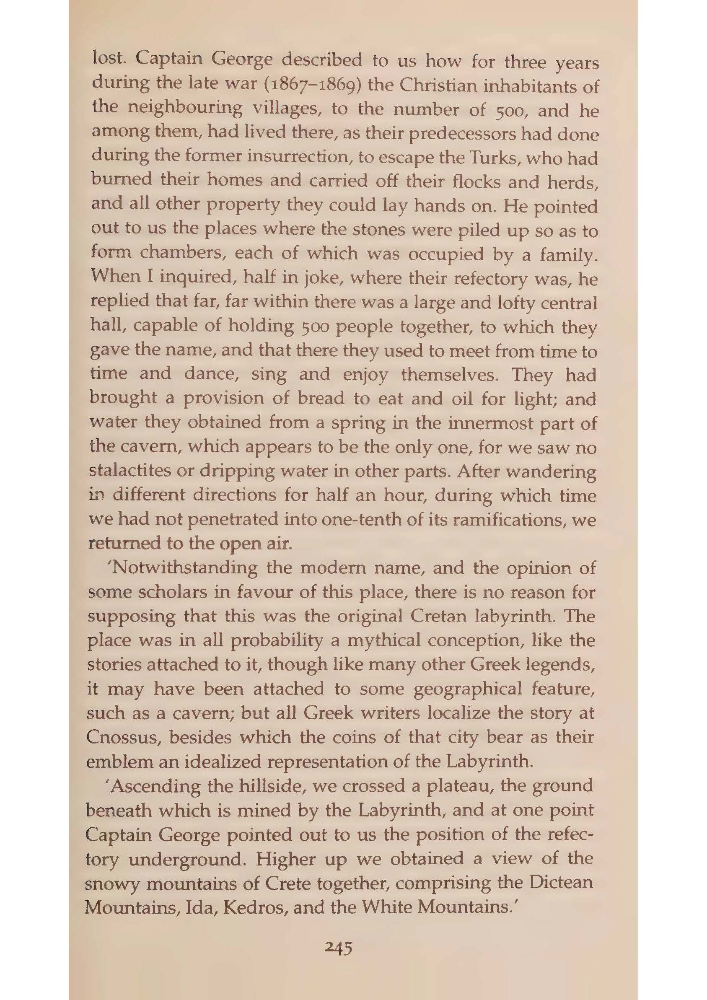 lost. Captain George described to us how for three years
during the late war (1867–1869) the Christian inhabitants of
the neighbouring villages, to the number of 500, and he
among them, had lived there, as their predecessors had done
during the former insurrection, to escape the Turks, who had
burned their homes and carried off their flocks and herds,
and all other property they could lay hands on. He pointed
out to us the places where the stones were piled up so as to
form chambers, each of which was occupied by a family.
When I inquired, half in joke, where their refectory was, he
replied that far, far within there was a large and lofty central
hall, capable of holding 500 people together, to which they
gave the name, and that there they used to meet from time to
time and dance, sing and enjoy themselves. They had
brought a provision of bread to eat and oil for light; and
water they obtained from a spring in the innermost part of
the cavern, which appears to be the only one, for we saw no
stalactites or dripping water in other parts. After wandering
in different directions for half an hour, during which time
we had not penetrated into one-tenth of its ramifications, we
returned to the open air.
‘Notwithstanding the modern name, and the opinion of
some scholars in favour of this place, there is no reason for
supposing that this was the original Cretan labyrinth. The
place was in all probability a mythical conception, like the
stories attached to it, though like many other Greek legends,
it may have been attached to some geographical feature,
such as a cavern; but all Greek writers localize the story at
Cnossus, besides which the coins of that city bear as their
emblem an idealized representation of the Labyrinth.
‘Ascending the hillside, we crossed a plateau, the ground
beneath which is mined by the Labyrinth, and at one point
Captain George pointed out to us the position of the refec-
tory underground. Higher up we obtained a view of the
snowy mountains of Crete together, comprising the Dictean
Mountains, Ida, Kedros, and the White Mountains.’
245